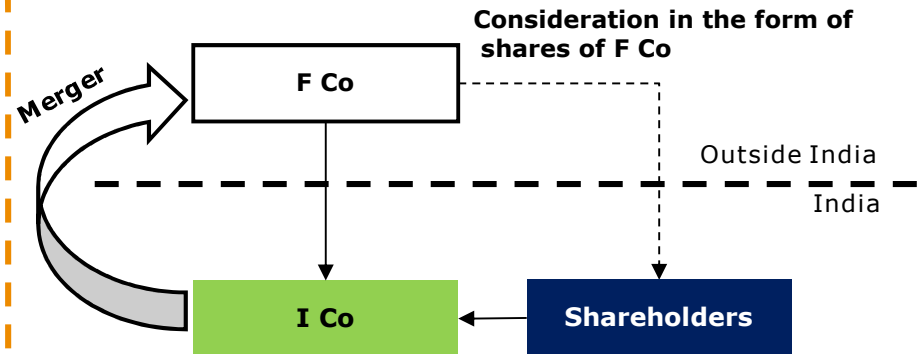 Consideration in the form of
shares of F Co
Merger
F Co
Outside India
India
I Co
Shareholders